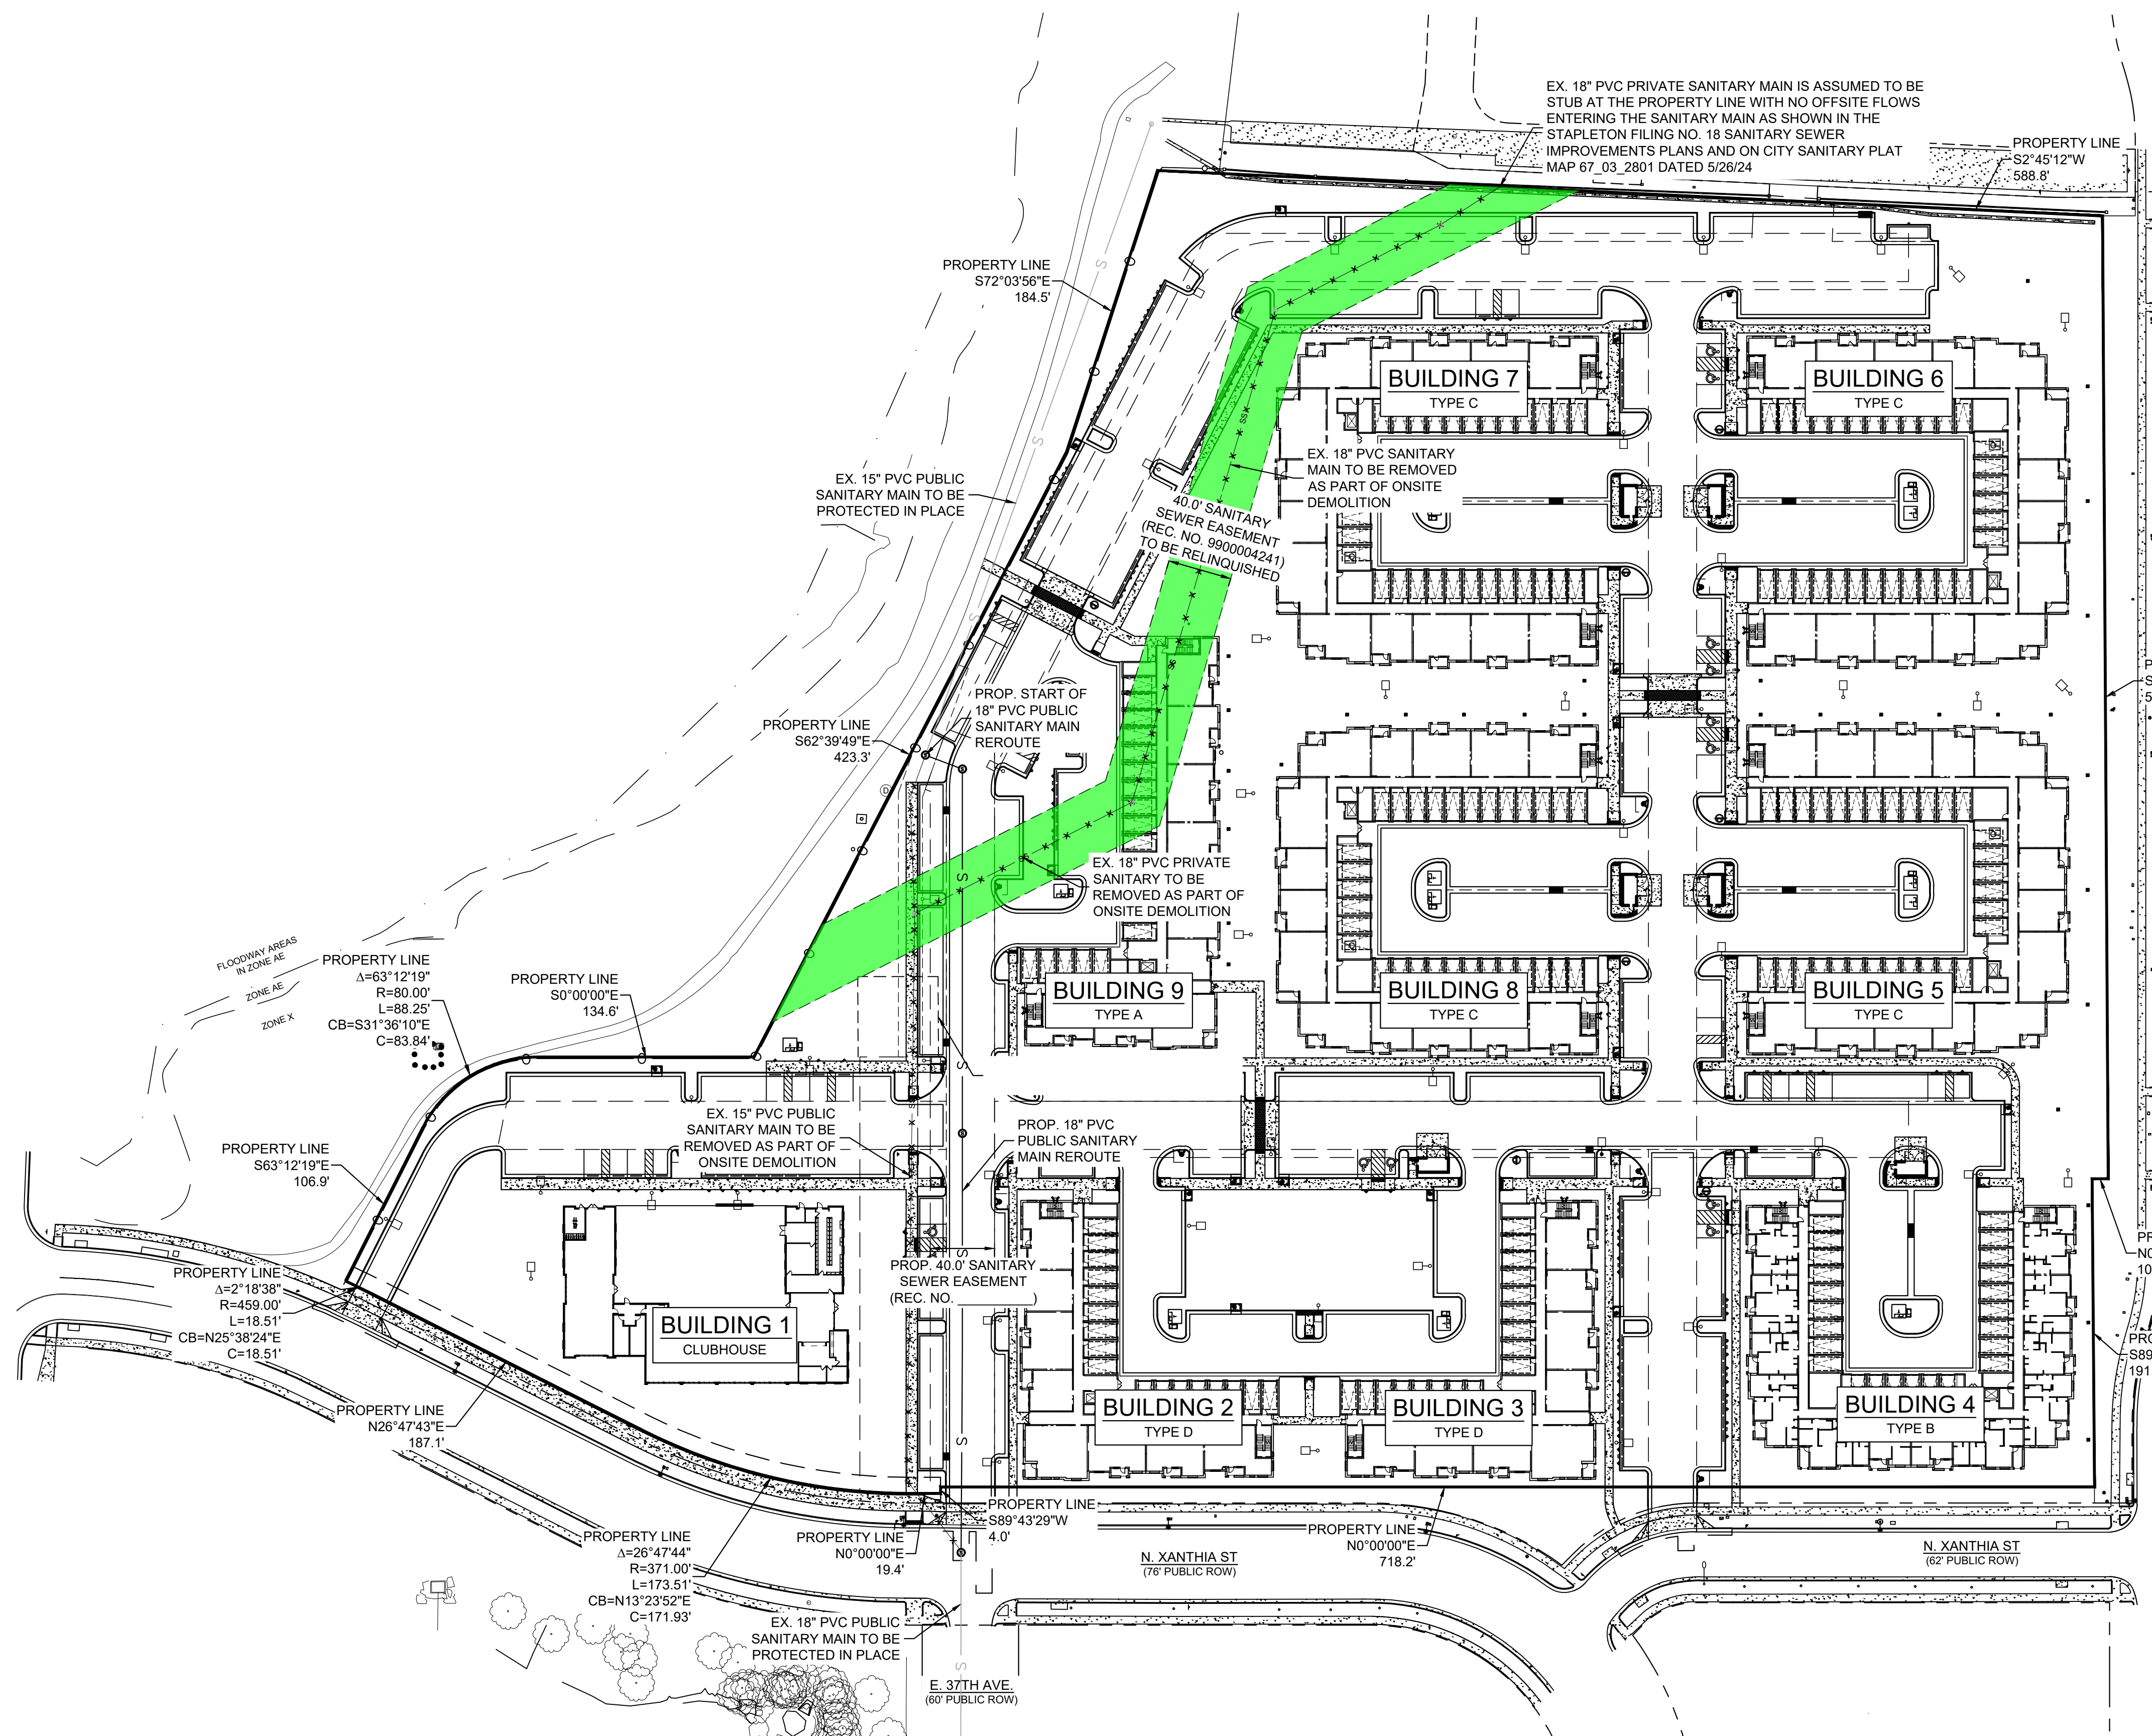 EX. 18" PVC PRIVATE SANITARY MAIN IS ASSUMED TO BE
STUB AT THE PROPERTY LINE WITH NO OFFSITE FLOWS
ENTERING THE SANITARY MAIN AS SHOWN IN THE
STAPLETON FILING NO. 18 SANITARY SEWER
IMPROVEMENTS PLANS AND ON CITY SANITARY PLAT
MAP 67_03_2801 DATED 5/26/24
PROPERTY LINE
S2°45'12"W
588.8'
PROPERTY LINE
S72°03'56"E
184.5'
BUILDING 7
TYPE C
BUILDING 6
TYPE C
EX. 18" PVC SANITARY
MAIN TO BE REMOVED
AS PART OF ONSITE
DEMOLITION
EX. 15" PVC PUBLIC
SANITARY MAIN TO BE
PROTECTED IN PLACE
40.0' SANITARY
SEWER EASEMENT
(REC. NO. 9900004241)
TO BE RELINQUISHED
PROP. START OF
18" PVC PUBLIC
SANITARY MAIN
REROUTE
PROPERTY LINE
S62°39'49"E
423.3'
EX. 18" PVC PRIVATE
SANITARY TO BE
REMOVED AS PART OF
ONSITE DEMOLITION
FLOODWAY AREAS
IN ZONE AE
ZONE AE
ZONE X
PROPERTY LINE
Δ=63°12'19"
R=80.00'
L=88.25'
CB=S31°36'10"E
C=83.84'
PROPERTY LINE
S0°00'00"E
134.6'
BUILDING 9
TYPE A
BUILDING 8
TYPE C
BUILDING 5
TYPE C
EX. 15" PVC PUBLIC
SANITARY MAIN TO BE
REMOVED AS PART OF
ONSITE DEMOLITION
PROP. 18" PVC
PUBLIC SANITARY
MAIN REROUTE
PROPERTY LINE
S63°12'19"E
106.9'
PROP. 40.0' SANITARY
SEWER EASEMENT
(REC. NO. )
PROPERTY LINE
Δ=2°18'38"
R=459.00'
L=18.51'
CB=N25°38'24"E
C=18.51'
BUILDING 1
CLUBHOUSE
BUILDING 2
TYPE D
BUILDING 3
TYPE D
BUILDING 4
TYPE B
PROPERTY LINE
N26°47'43"E
187.1'
PROPERTY LINE
S89°43'29"W
4.0'
PROPERTY LINE
Δ=26°47'44"
R=371.00'
L=173.51'
CB=N13°23'52"E
C=171.93'
PROPERTY LINE
N0°00'00"E
19.4'
PROPERTY LINE
N0°00'00"E
718.2'
N. XANTHIA ST
(76' PUBLIC ROW)
N. XANTHIA ST
(62' PUBLIC ROW)
EX. 18" PVC PUBLIC
SANITARY MAIN TO BE
PROTECTED IN PLACE
E. 37TH AVE.
(60' PUBLIC ROW)